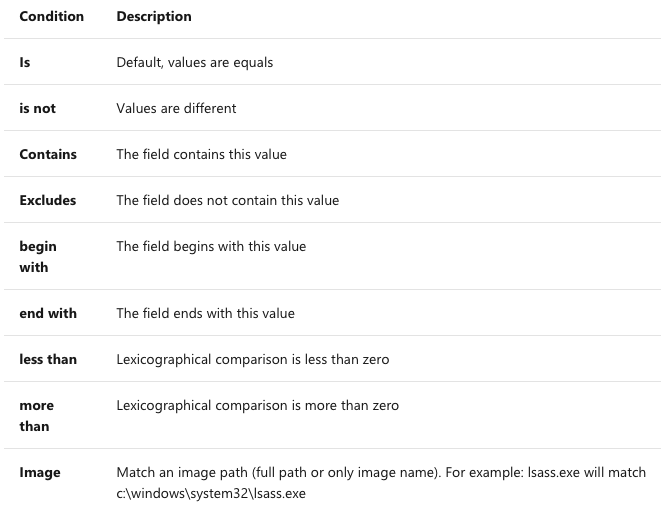 Condition Description
Is Default, values are equals
is not Values are different
Contains The field contains this value
Excludes The field does not contain this value
begin The field begins with this value
with
end with The field ends with this value
less than Lexicographical comparison is less than zero
more Lexicographical comparison is more than zero
than
Image Match an image path (full path or only image name). For example: lsass.exe will match
c:\windows\system32\lsass.exe